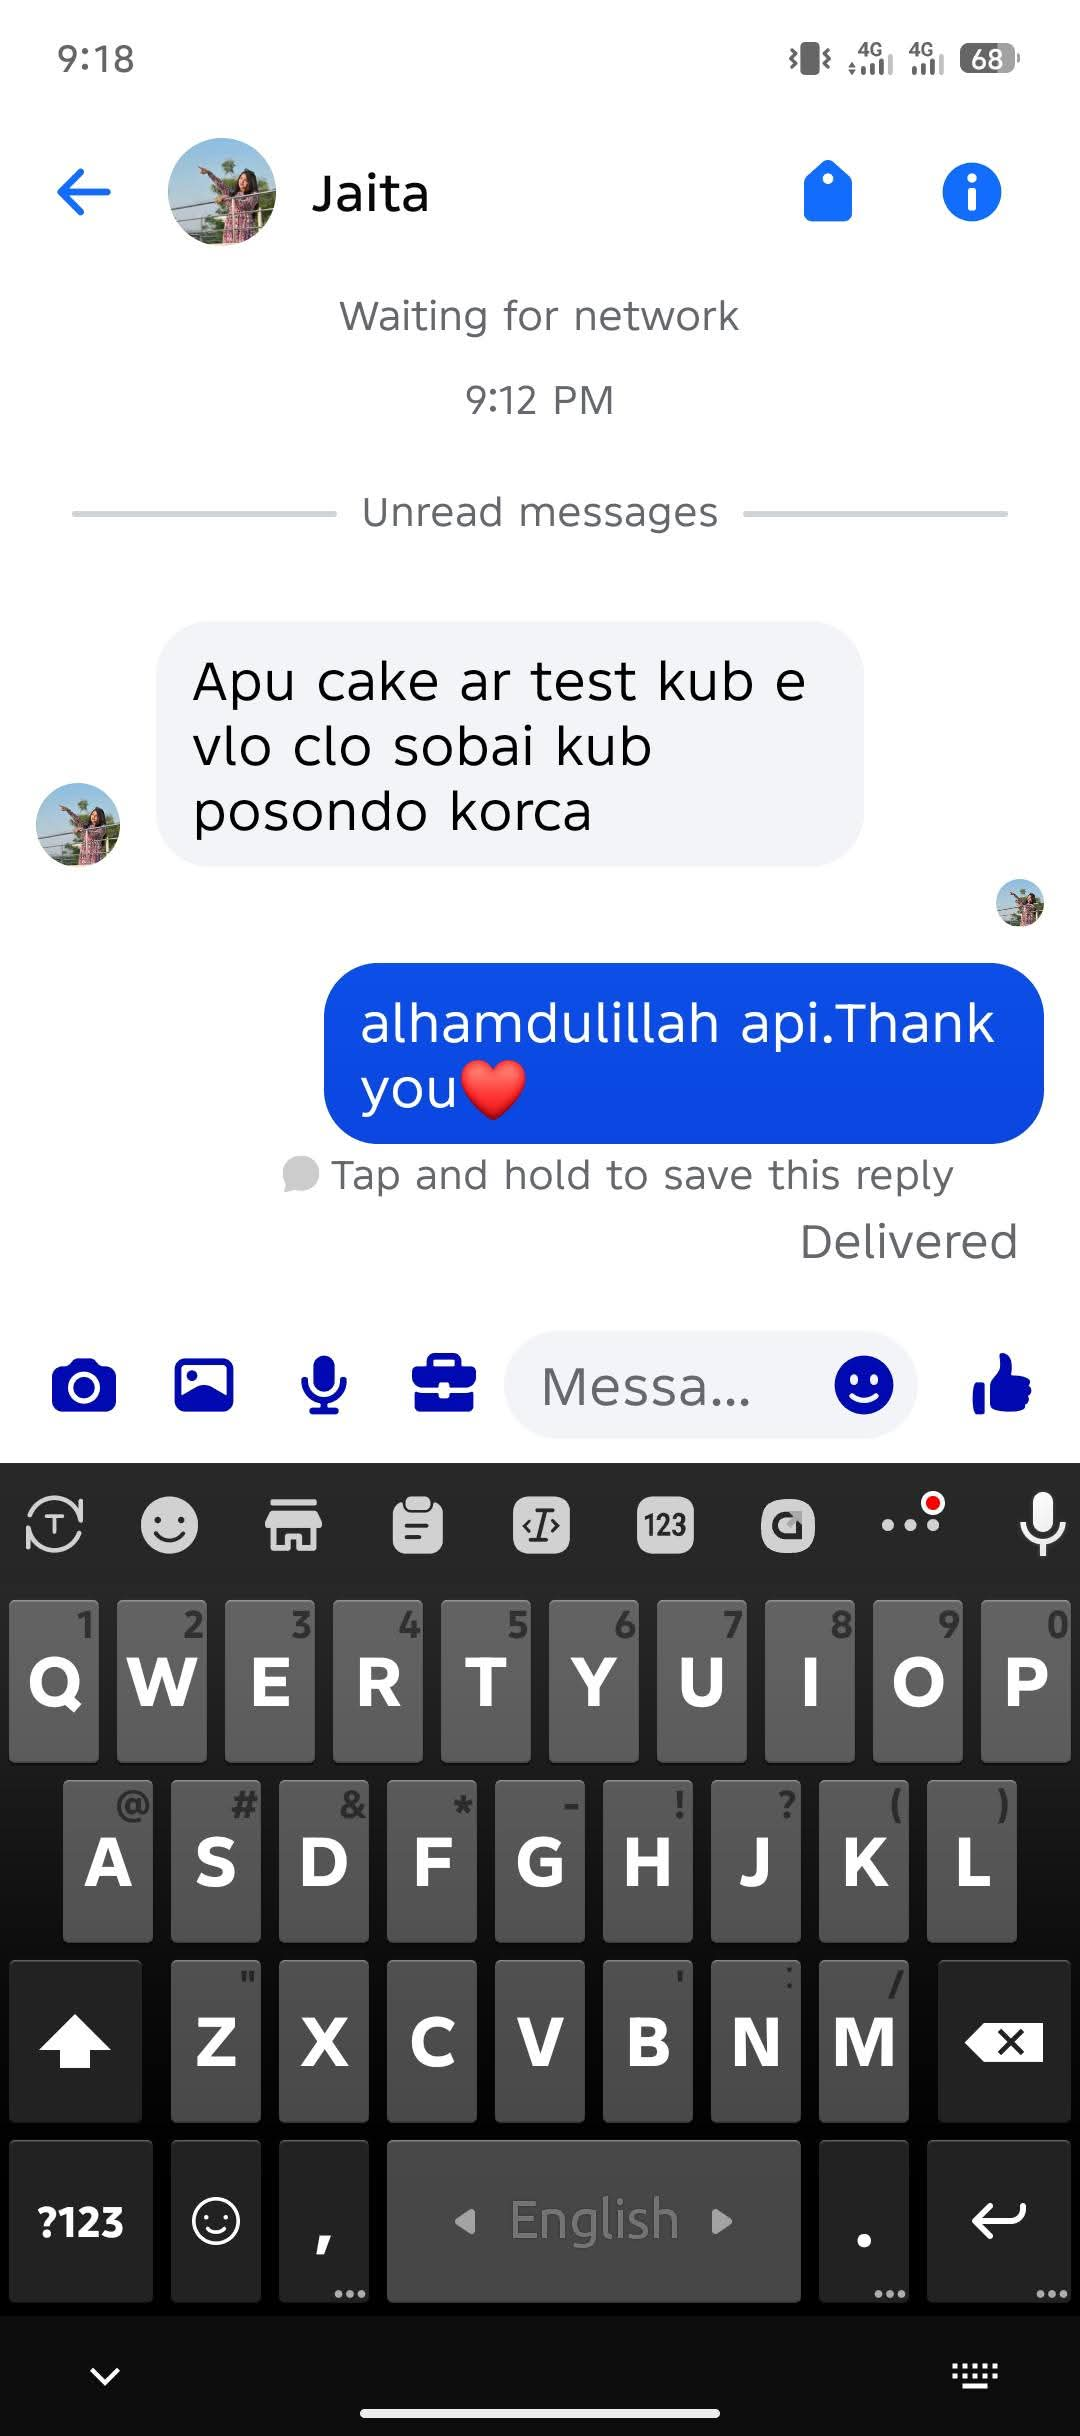 9:18
4G 4G 68
Jaita
Waiting for network
9:12 PM
Unread messages
Apu cake ar test kub e
vlo clo sobai kub
posondo korca
alhamdulillah api.Thank
you❤️
Tap and hold to save this reply
Delivered
Messa...
T 123 G
1 2 3 4 5 6 7 8 9 0
Q W E R T Y U I O P
@ # & * - ! ? ( )
A S D F G H J K L
" ' : /
Z X C V B N M
?123 , English .